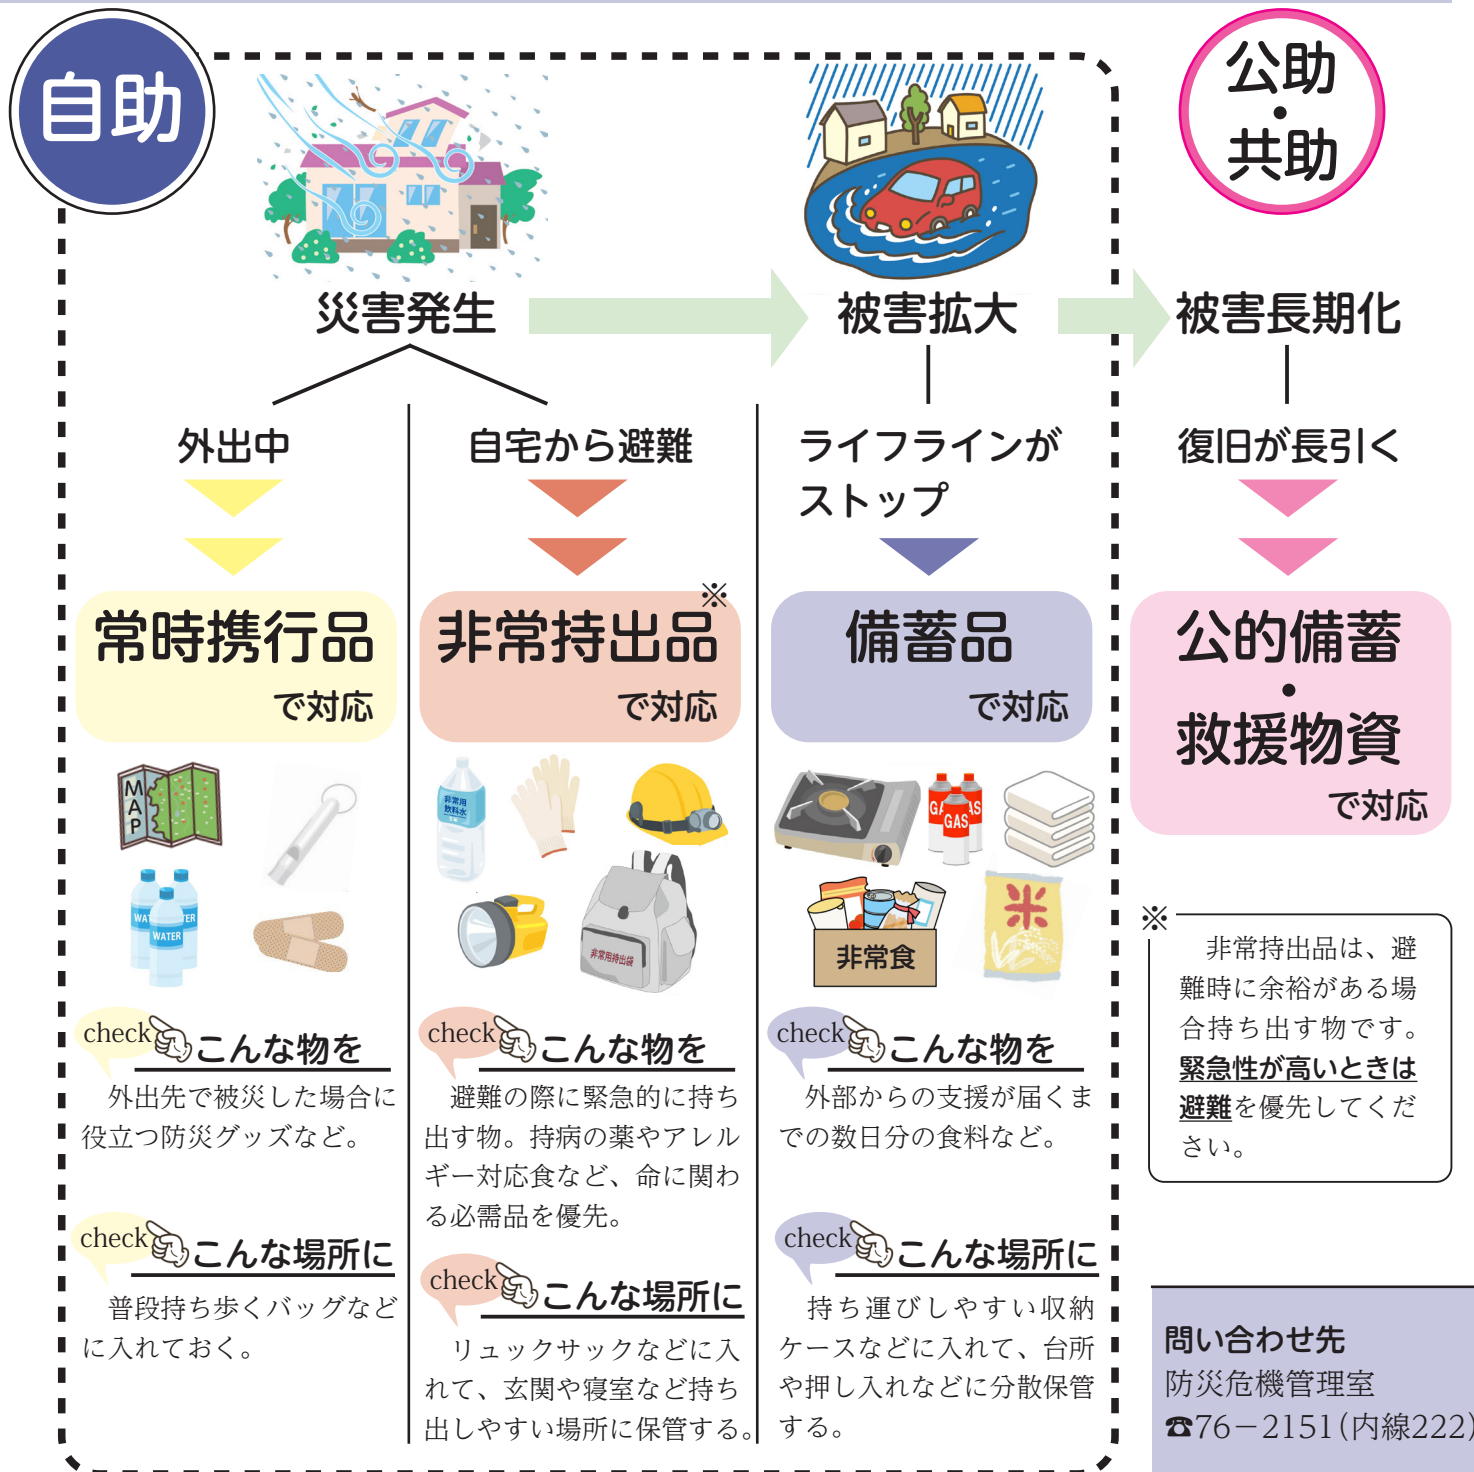 自助
公助
・
共助
災害発生
被害拡大
被害長期化
外出中
自宅から避難
ライフラインが
ストップ
復旧が長引く
常時携行品
で対応
非常持出品
※
で対応
備蓄品
で対応
公的備蓄
・
救援物資
で対応
MAP
WATER
WATER
WATER
非常用
飲料水
非常用持出袋
GAS
GAS
GAS
非常食
米
check
こんな物を
外出先で被災した場合に
役立つ防災グッズなど。
check
こんな場所に
普段持ち歩くバッグなど
に入れておく。
check
こんな物を
避難の際に緊急的に持ち
出す物。持病の薬やアレル
ギー対応食など、命に関わ
る必需品を優先。
check
こんな場所に
リュックサックなどに入
れて、玄関や寝室など持ち
出しやすい場所に保管する。
check
こんな物を
外部からの支援が届くま
での数日分の食料など。
check
こんな場所に
持ち運びしやすい収納
ケースなどに入れて、台所
や押し入れなどに分散保管
する。
※
非常持出品は、避
難時に余裕がある場
合持ち出す物です。
緊急性が高いときは
避難を優先してくだ
さい。
問い合わせ先
防災危機管理室
☎76－2151(内線222)